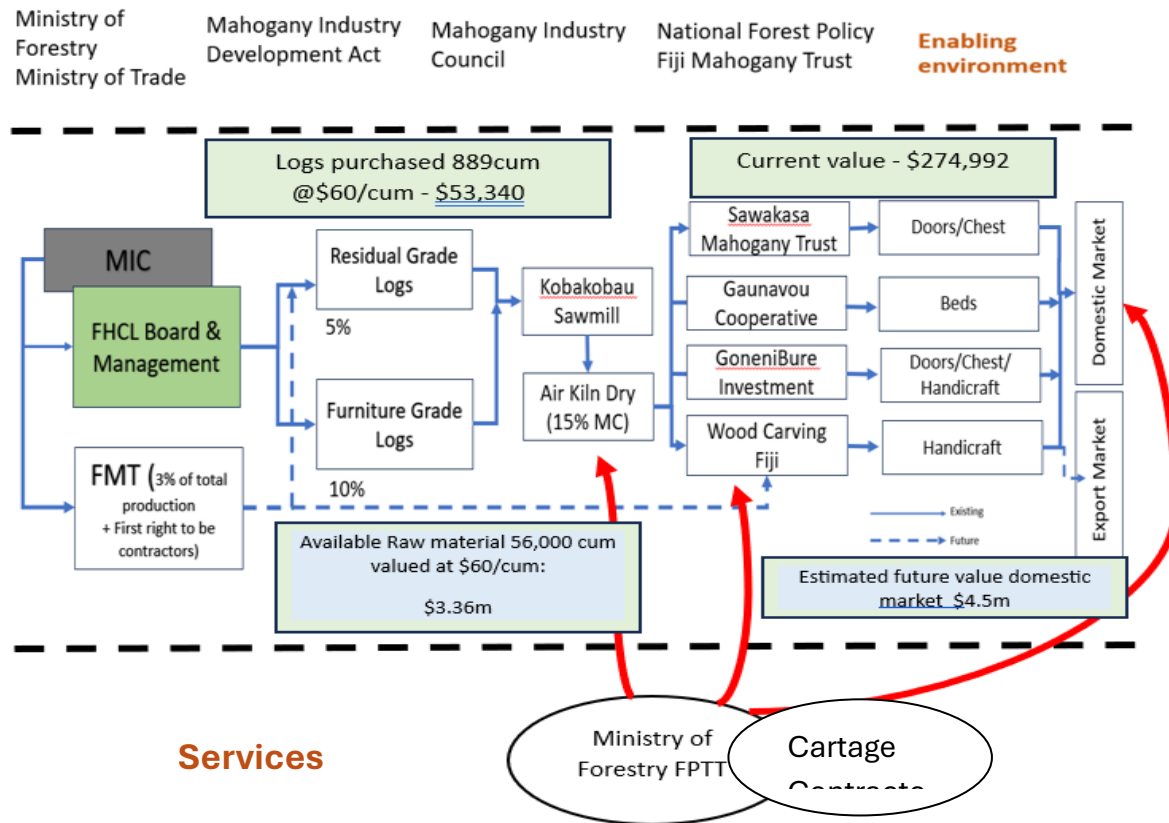 Ministry of
Forestry
Ministry of Trade
Mahogany Industry
Development Act
Mahogany Industry
Council
National Forest Policy
Fiji Mahogany Trust
Enabling
environment
Logs purchased 889cum
@$60/cum - $53,340
Current value - $274,992
MIC
FHCL Board &
Management
FMT (3% of total
production
+ First right to be
contractors)
Residual Grade
Logs
5%
Furniture Grade
Logs
10%
Kobakobau
Sawmill
Air Kiln Dry
(15% MC)
Sawakasa
Mahogany Trust
Gaunavou
Cooperative
GoneniBure
Investment
Wood Carving
Fiji
Doors/Chest
Beds
Doors/Chest/
Handicraft
Handicraft
Domestic Market
Export Market
Existing
Future
Available Raw material 56,000 cum
valued at $60/cum:
$3.36m
Estimated future value domestic
market $4.5m
Services
Ministry of
Forestry FPTT
Cartage